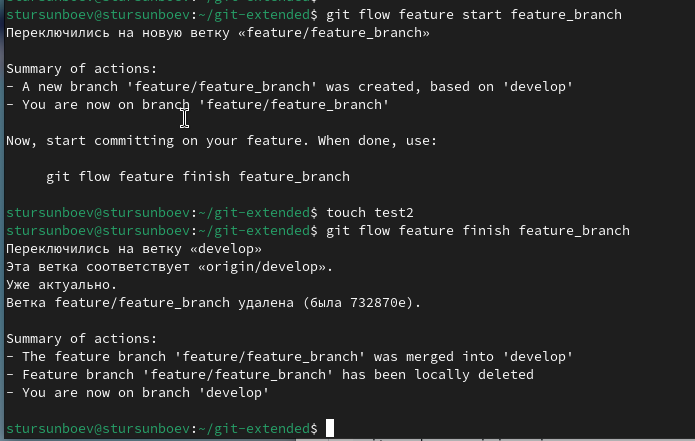 stursunboev@stursunboev:~/git-extended$ git flow feature start feature_branch
Переключились на новую ветку «feature/feature_branch»
Summary of actions:
- A new branch 'feature/feature_branch' was created, based on 'develop'
- You are now on branch 'feature/feature_branch'
Now, start committing on your feature. When done, use:
git flow feature finish feature_branch
stursunboev@stursunboev:~/git-extended$ touch test2
stursunboev@stursunboev:~/git-extended$ git flow feature finish feature_branch
Переключились на ветку «develop»
Эта ветка соответствует «origin/develop».
Уже актуально.
Ветка feature/feature_branch удалена (была 732870e).
Summary of actions:
- The feature branch 'feature/feature_branch' was merged into 'develop'
- Feature branch 'feature/feature_branch' has been locally deleted
- You are now on branch 'develop'
stursunboev@stursunboev:~/git-extended$